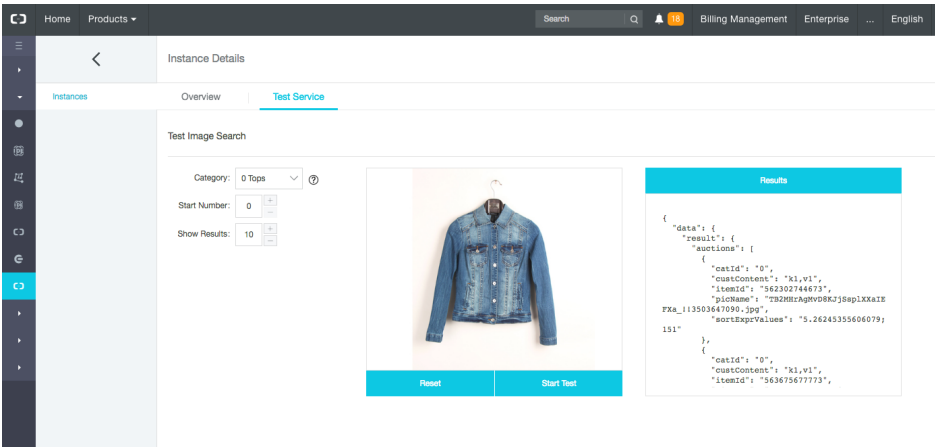 Home Products Search 18 Billing Management Enterprise ... English
Instance Details
Instances Overview Test Service
Test Image Search
Category: 0 Tops
Start Number: 0
Show Results: 10
Reset Start Test
Results
{
"data": {
"result": {
"auctions": [
{
"catId": "0",
"custContent": "k1,v1",
"itemId": "562302744673",
"picName": "TB2MHrAgMvD8KJjSsplXXaIE
FXa_!!3503647090.jpg",
"sortExprValues": "5.26245355606079;
151"
},
{
"catId": "0",
"custContent": "k1,v1",
"itemId": "563675677773",